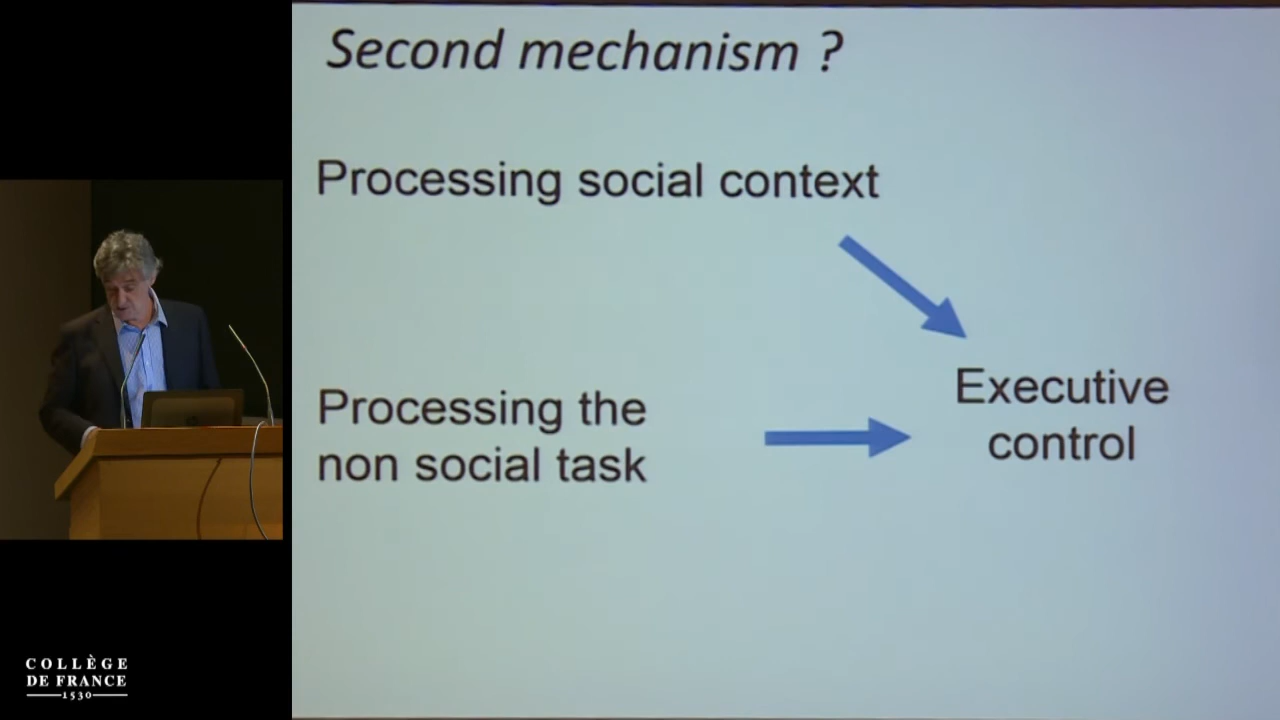 Second mechanism ?
Processing social context
Processing the
non social task
Executive
control
COLLÈGE
DE FRANCE
1530